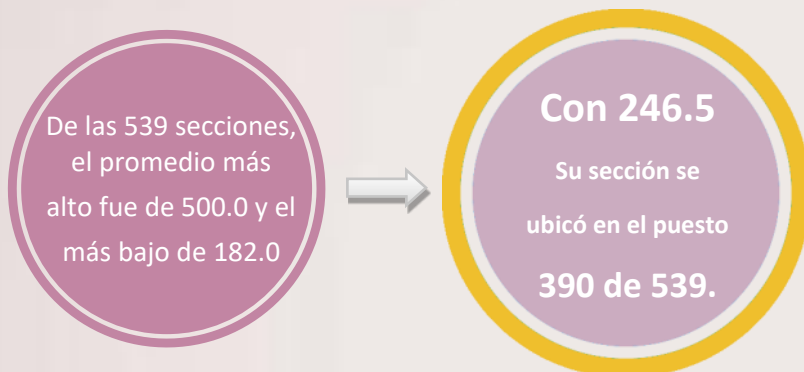 De las 539 secciones,
el promedio más
alto fue de 500.0 y el
más bajo de 182.0
Con 246.5
Su sección se
ubicó en el puesto
390 de 539.